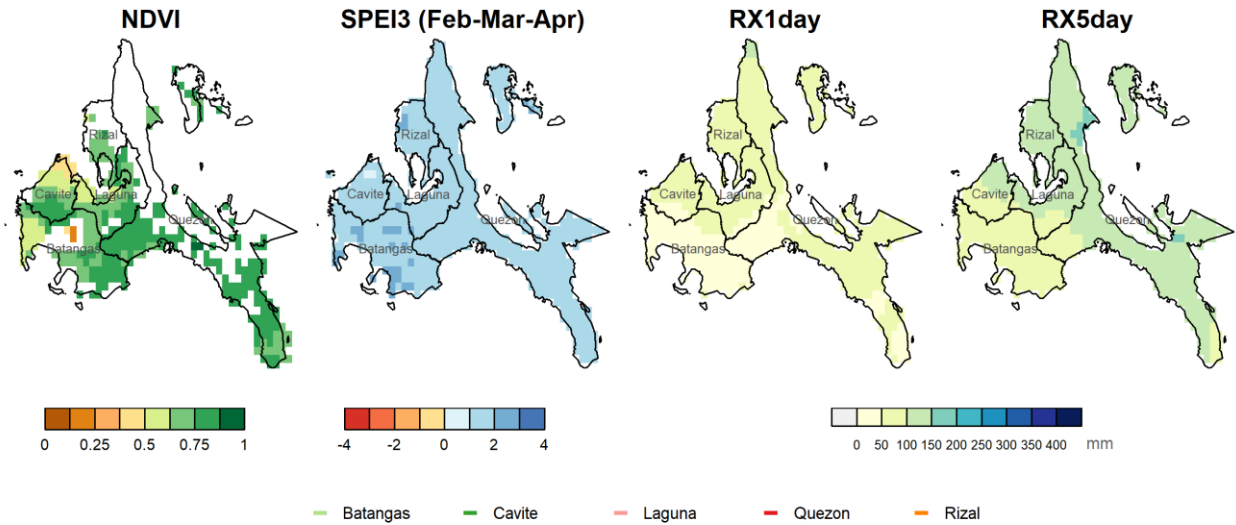 NDVI SPEI3 (Feb-Mar-Apr) RX1day RX5day
Rizal Rizal Rizal Rizal
Cavite Laguna Cavite Laguna Cavite Laguna Cavite Laguna
Quezon Quezon Quezon Quezon
Batangas Batangas Batangas Batangas
0 0.25 0.5 0.75 1 -4 -2 0 2 4 0 50 100 150 200 250 300 350 400 mm
Batangas Cavite Laguna Quezon Rizal